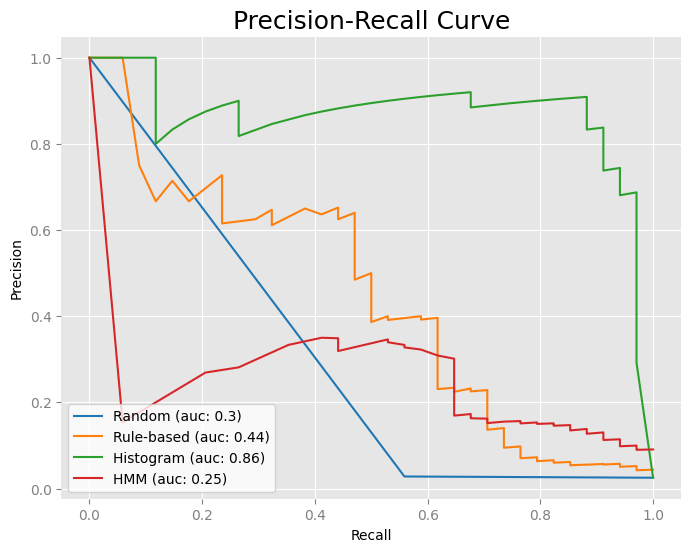 Precision-Recall Curve
Precision
1.0
0.8
0.6
0.4
0.2
0.0
Random (auc: 0.3)
Rule-based (auc: 0.44)
Histogram (auc: 0.86)
HMM (auc: 0.25)
0.0 0.2 0.4 0.6 0.8 1.0
Recall